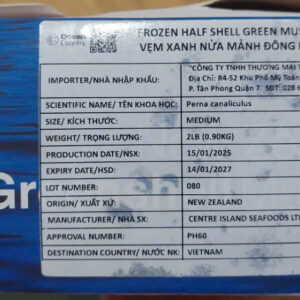 Ocean
Country
FROZEN HALF SHELL GREEN MUS
VẸM XANH NỬA MẢNH ĐÔNG
IMPORTER/NHÀ NHẬP KHẨU:
"CÔNG TY TNHH THƯƠNG MẠI
Địa Chỉ: R4-52 Khu Phố Mỹ Toàn
P. Tân Phong Quận 7 SĐT: 028
SCIENTIFIC NAME/ TÊN KHOA HỌC: Perna canaliculus
SIZE/ KÍCH THƯỚC: MEDIUM
WEIGHT/ TRỌNG LƯỢNG: 2LB (0.90KG)
PRODUCTION DATE/NSX: 15/01/2025
EXPIRY DATE/HSD: 14/01/2027
LOT NUMBER 080
ORIGIN/ XUẤT XỨ: NEW ZEALAND
MANUFACTURER/ NHÀ SX: CENTRE ISLAND SEAFOODS LT
APPROVAL NUMBER: PH60
DESTINATION COUNTRY/ NƯỚC NK: VIETNAM
Gr